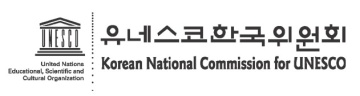 UNESCO
United Nations
Educational, Scientific and
Cultural Organization
유네스코한국위원회
Korean National Commission for UNESCO